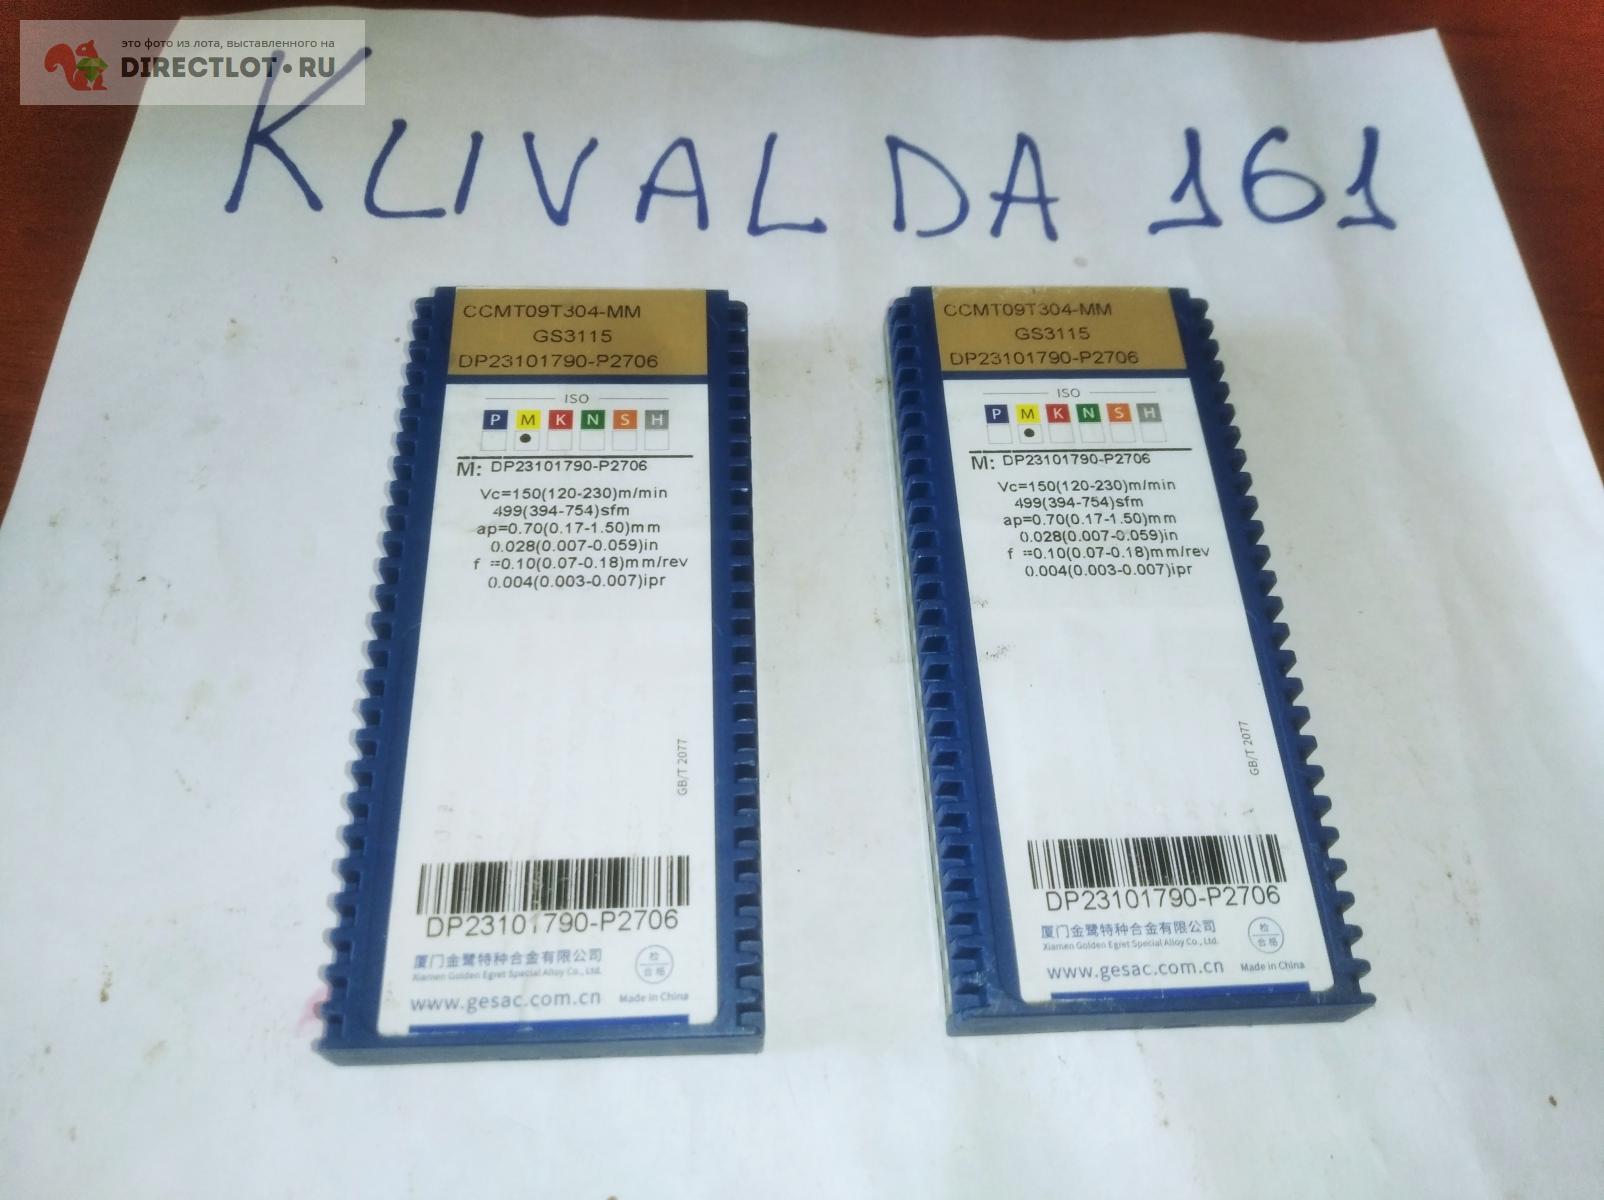 это фото из лота, выставленного на
DIRECTLOT.RU
KLIVALDA 161
CCMT09T304-MM
GS3115
DP23101790-P2706
ISO
P M K N S H
M: DP23101790-P2706
Vc=150(120-230)m/min
499(394-754)sfm
ap=0.70(0.17-1.50)mm
0.028(0.007-0.059)in
f =0.10(0.07-0.18)mm/rev
0.004(0.003-0.007)ipr
GB/T 2077
DP23101790-P2706
厦门金鹭特种合金有限公司
Xiamen Golden Egret Special Alloy Co., Ltd.
检
合格
www.gesac.com.cn Made in China
CCMT09T304-MM
GS3115
DP23101790-P2706
ISO
P M K N S H
M: DP23101790-P2706
Vc=150(120-230)m/min
499(394-754)sfm
ap=0.70(0.17-1.50)mm
0.028(0.007-0.059)in
f =0.10(0.07-0.18)mm/rev
0.004(0.003-0.007)ipr
GB/T 2077
DP23101790-P2706
厦门金鹭特种合金有限公司
Xiamen Golden Egret Special Alloy Co., Ltd.
检
合格
www.gesac.com.cn Made in China